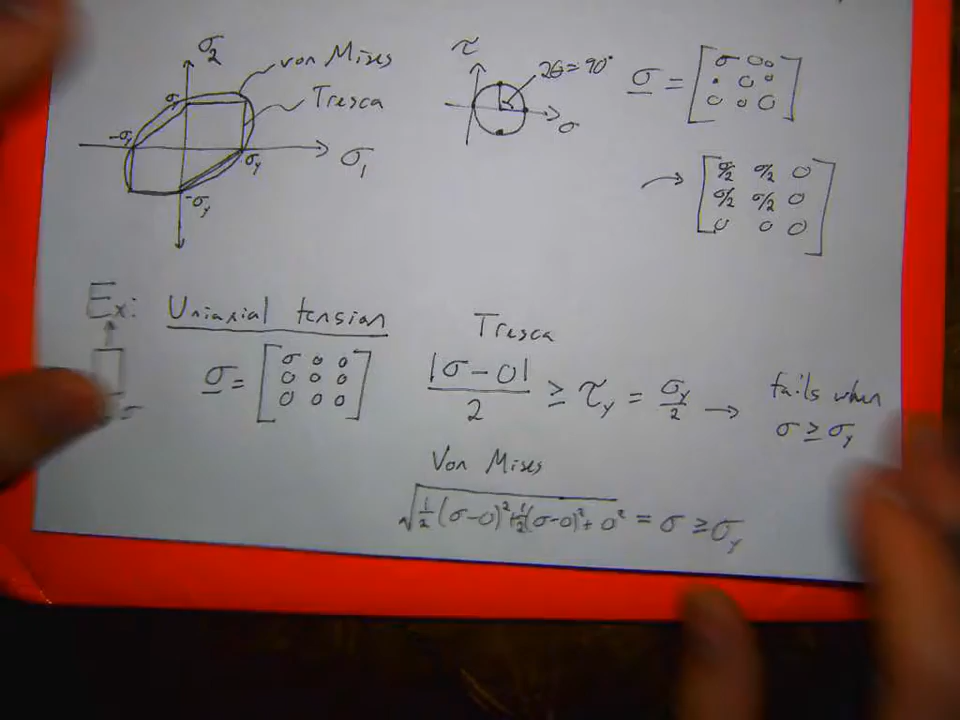 σ₂
von Mises
Tresca
σy
-σy
σy
σ₁
-σy
τ
2θ = 90°
σ
σ = [σ 0 0
· 0 0
0 0 0]
→ [σ/2 σ/2 0
σ/2 σ/2 0
0 0 0]
Ex: Uniaxial tension
σ
σ = [σ 0 0
0 0 0
0 0 0]
Tresca
|σ - 0| / 2 ≥ τy = σy/2 → fails when
σ ≥ σy
Von Mises
√(½(σ-0)² + ½(σ-0)² + 0²) = σ ≥ σy